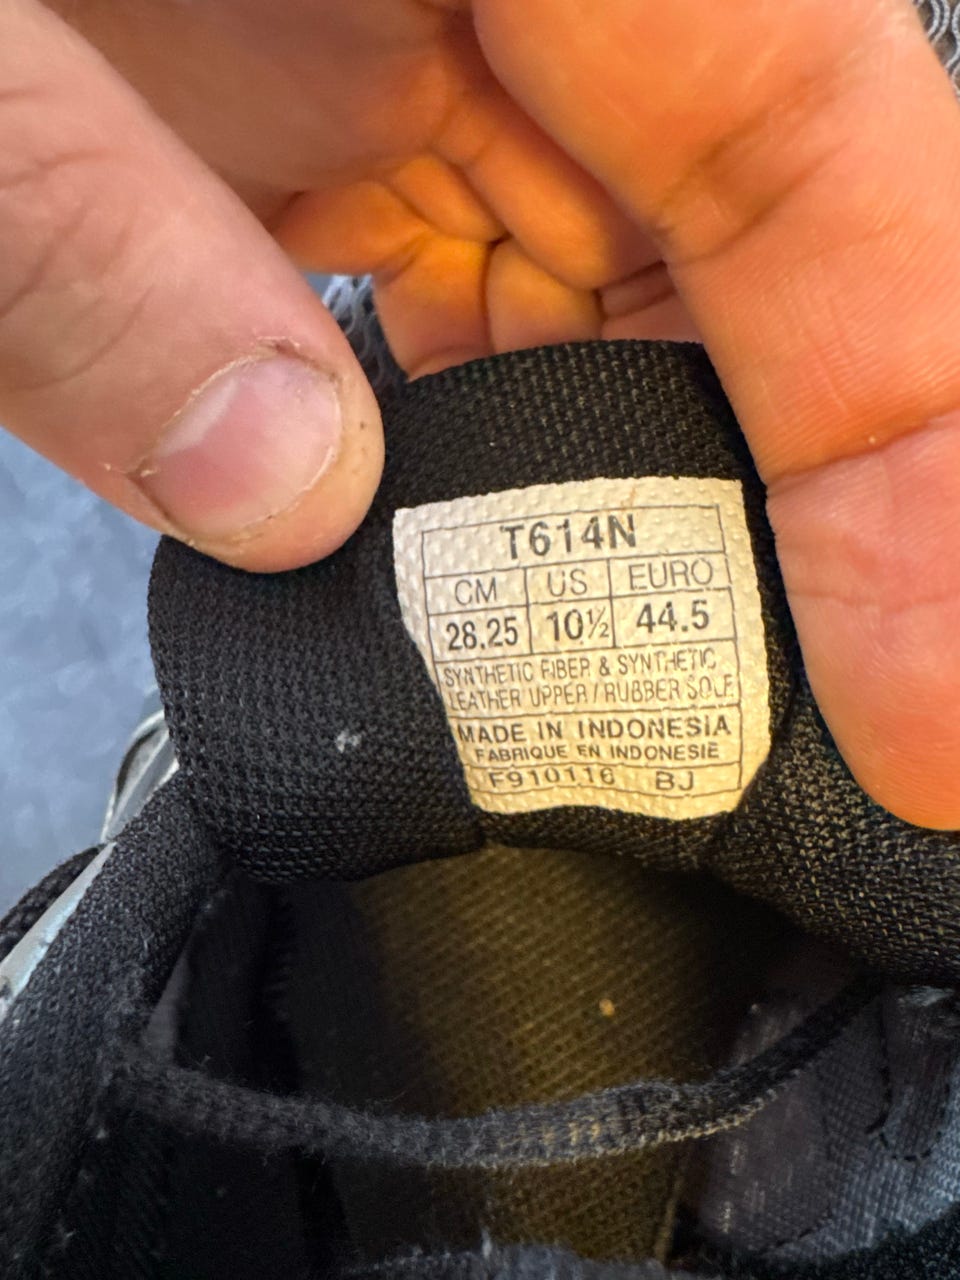 T614N
CM US EURO
28.25 10½ 44.5
SYNTHETIC FIBER & SYNTHETIC
LEATHER UPPER / RUBBER SOLE
MADE IN INDONESIA
FABRIQUE EN INDONESIE
F910116 BJ